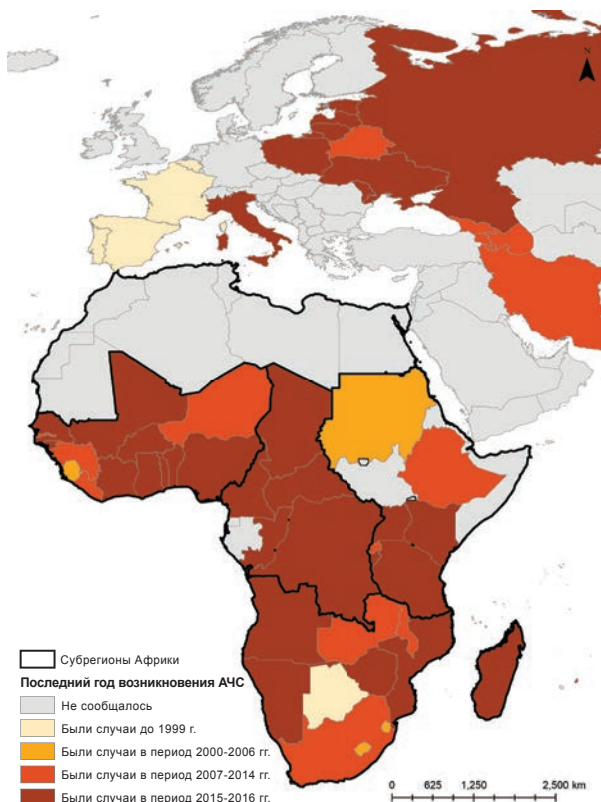 N
Субрегионы Африки
Последний год возникновения АЧС
Не сообщалось
Были случаи до 1999 г.
Были случаи в период 2000-2006 гг.
Были случаи в период 2007-2014 гг.
Были случаи в период 2015-2016 гг.
0 625 1,250 2,500 km